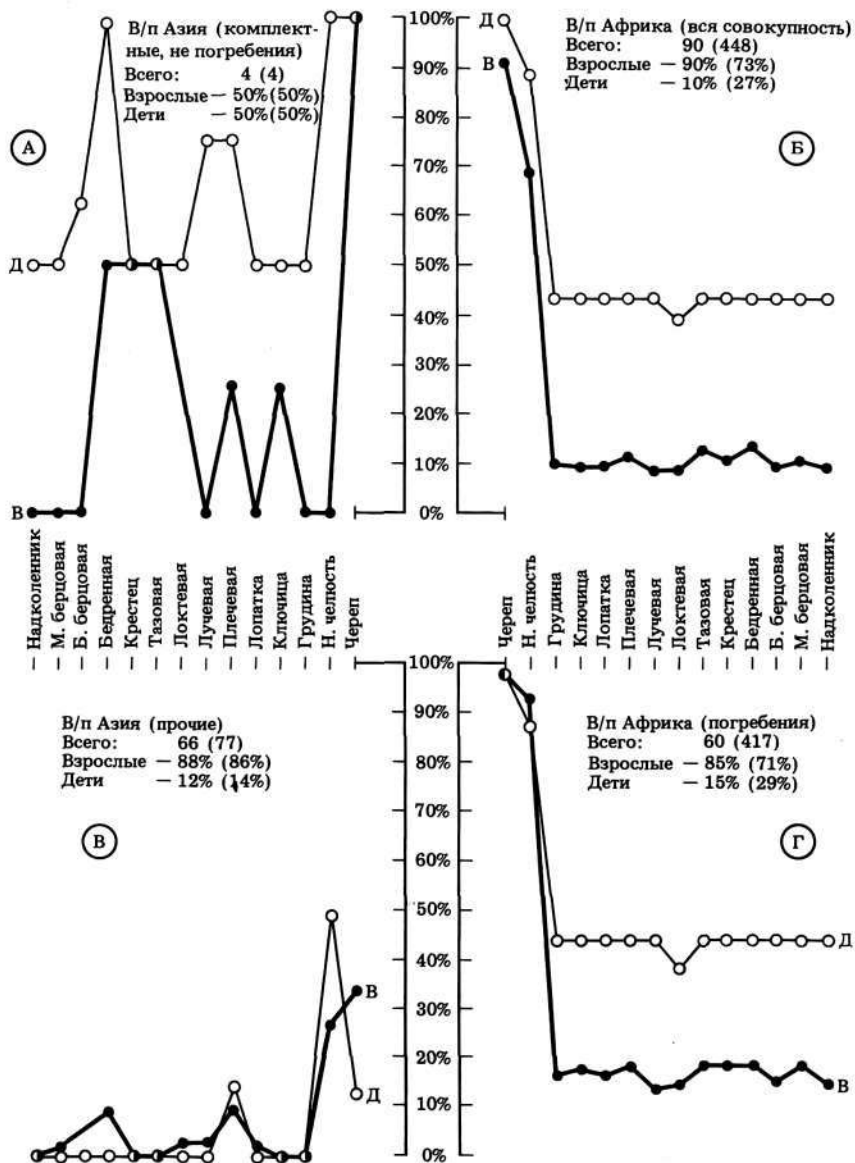 В/п Азия (комплект-
ные, не погребения)
Всего: 4 (4)
Взрослые — 50% (50%)
Дети — 50% (50%)
А
Д
В
100%
90%
80%
70%
60%
50%
40%
30%
20%
10%
0%
В/п Африка (вся совокупность)
Всего: 90 (448)
Взрослые — 90% (73%)
Дети — 10% (27%)
Б
Д
В
— Надколенник
— М. берцовая
— Б. берцовая
— Бедренная
— Крестец
— Тазовая
— Локтевая
— Лучевая
— Плечевая
— Лопатка
— Ключица
— Грудина
— Н. челюсть
— Череп
— Череп
— Н. челюсть
— Грудина
— Ключица
— Лопатка
— Плечевая
— Лучевая
— Локтевая
— Тазовая
— Крестец
— Бедренная
— Б. берцовая
— М. берцовая
— Надколенник
В/п Азия (прочие)
Всего: 66 (77)
Взрослые — 88% (86%)
Дети — 12% (14%)
В
В
Д
100%
90%
80%
70%
60%
50%
40%
30%
20%
10%
0%
В/п Африка (погребения)
Всего: 60 (417)
Взрослые — 85% (71%)
Дети — 15% (29%)
Г
Д
В